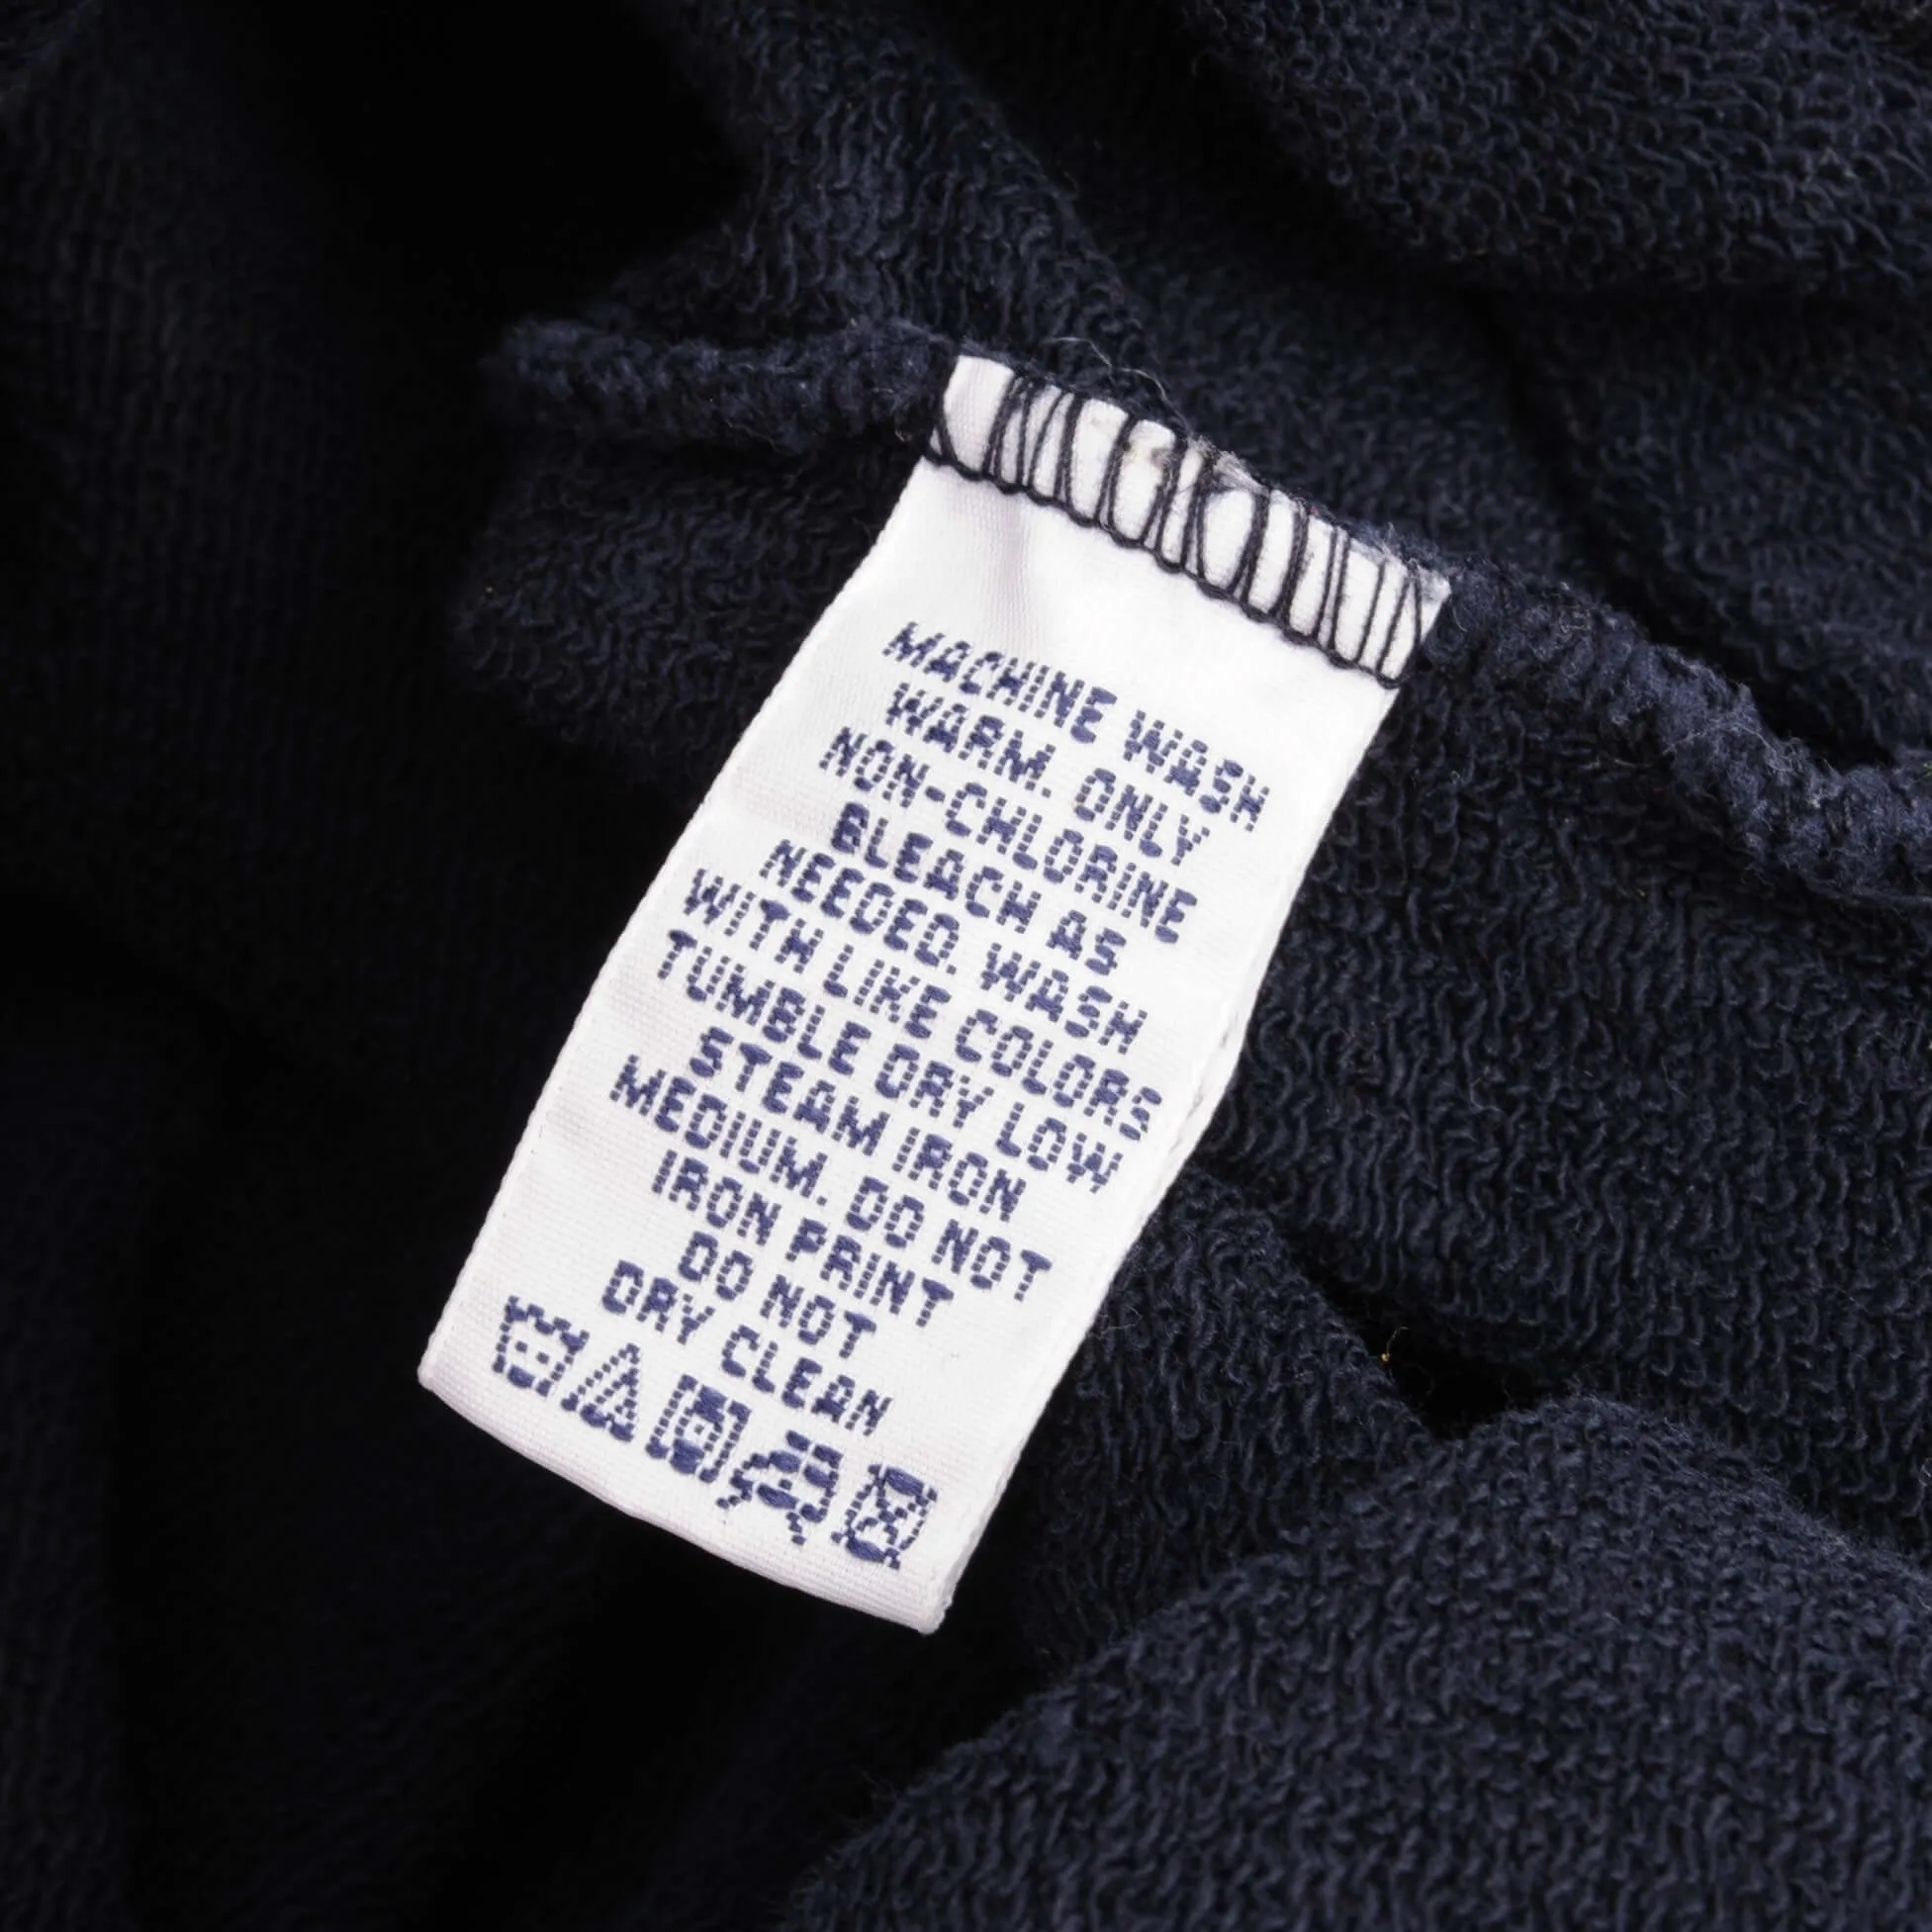 MACHINE WASH
WARM. ONLY
NON-CHLORINE
BLEACH AS
NEEDED. WASH
WITH LIKE COLORS
TUMBLE DRY LOW
STEAM IRON
MEDIUM. DO NOT
IRON PRINT
DO NOT
DRY CLEAN